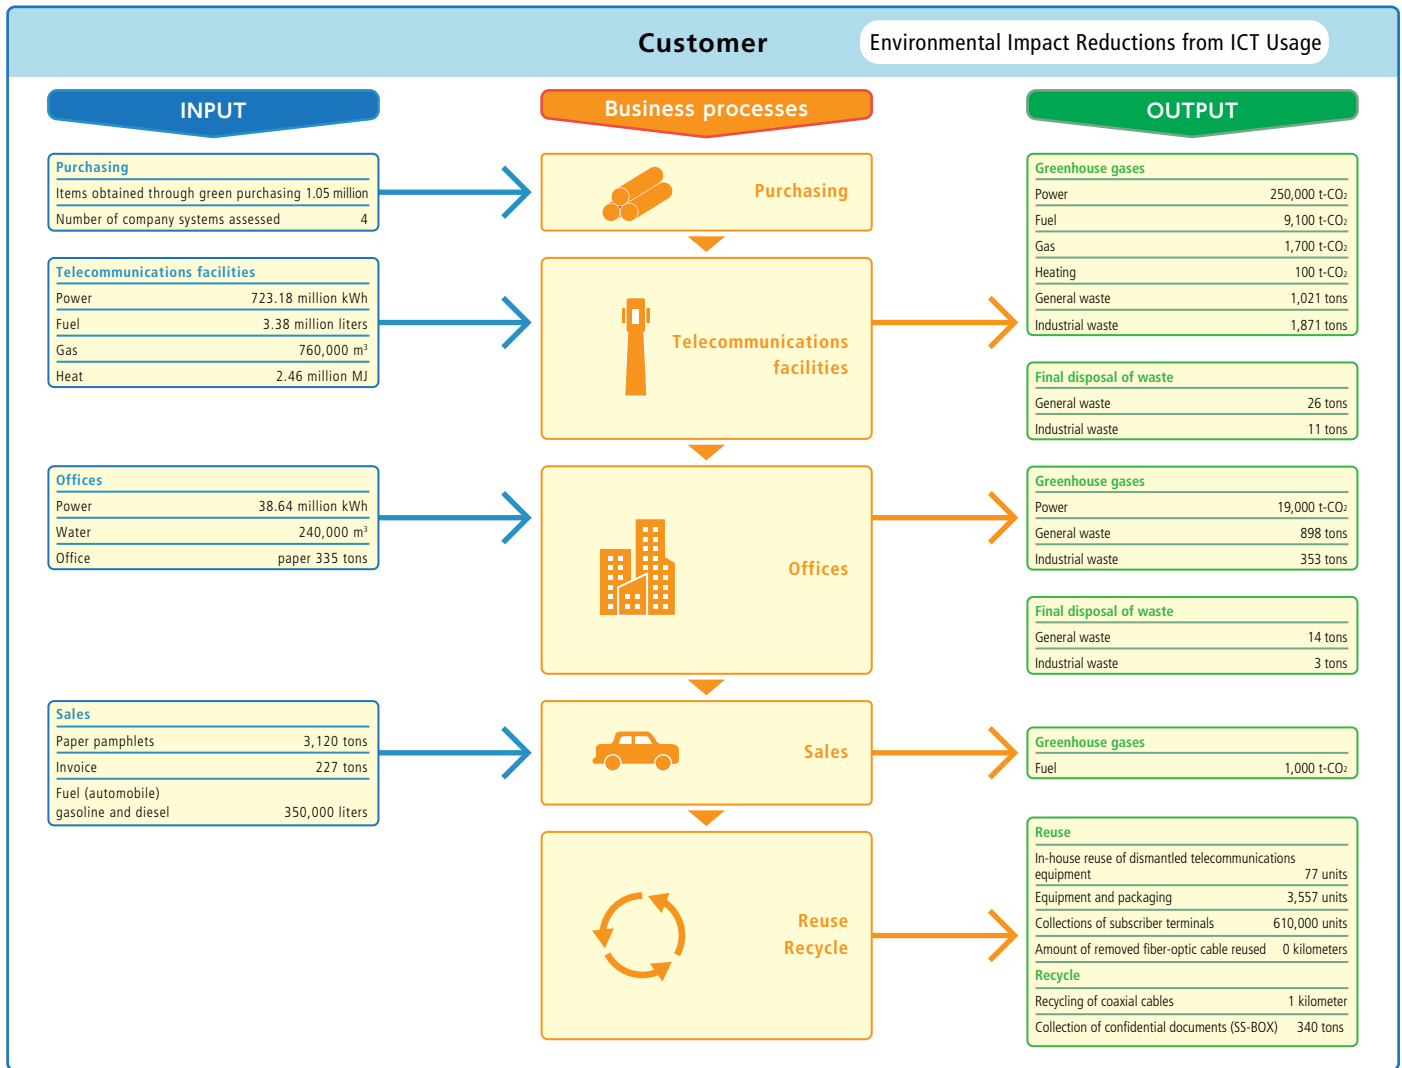 Customer
Environmental Impact Reductions from ICT Usage
INPUT
Purchasing
Items obtained through green purchasing 1.05 million
Number of company systems assessed 4
Telecommunications facilities
Power 723.18 million kWh
Fuel 3.38 million liters
Gas 760,000 m³
Heat 2.46 million MJ
Offices
Power 38.64 million kWh
Water 240,000 m³
Office paper 335 tons
Sales
Paper pamphlets 3,120 tons
Invoice 227 tons
Fuel (automobile)
gasoline and diesel 350,000 liters
Business processes
Purchasing
Telecommunications
facilities
Offices
Sales
Reuse
Recycle
OUTPUT
Greenhouse gases
Power 250,000 t-CO₂
Fuel 9,100 t-CO₂
Gas 1,700 t-CO₂
Heating 100 t-CO₂
General waste 1,021 tons
Industrial waste 1,871 tons
Final disposal of waste
General waste 26 tons
Industrial waste 11 tons
Greenhouse gases
Power 19,000 t-CO₂
General waste 898 tons
Industrial waste 353 tons
Final disposal of waste
General waste 14 tons
Industrial waste 3 tons
Greenhouse gases
Fuel 1,000 t-CO₂
Reuse
In-house reuse of dismantled telecommunications
equipment 77 units
Equipment and packaging 3,557 units
Collections of subscriber terminals 610,000 units
Amount of removed fiber-optic cable reused 0 kilometers
Recycle
Recycling of coaxial cables 1 kilometer
Collection of confidential documents (SS-BOX) 340 tons